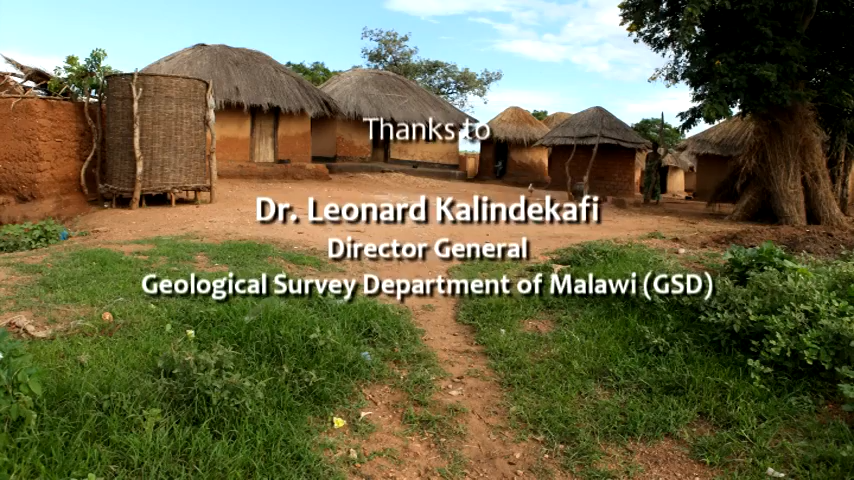 Thanks to
Dr. Leonard Kalindekafi
Director General
Geological Survey Department of Malawi (GSD)